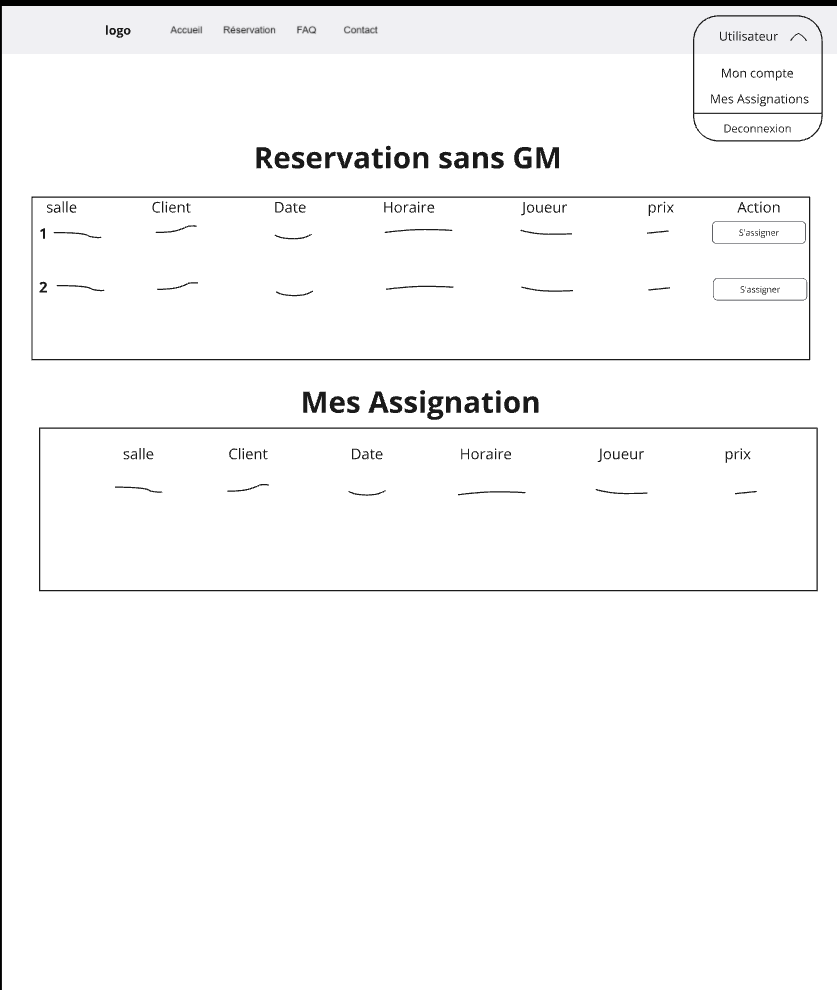 logo Accueil Réservation FAQ Contact
Utilisateur
Mon compte
Mes Assignations
Deconnexion
Reservation sans GM
salle Client Date Horaire Joueur prix Action
1 S'assigner
2 S'assigner
Mes Assignation
salle Client Date Horaire Joueur prix